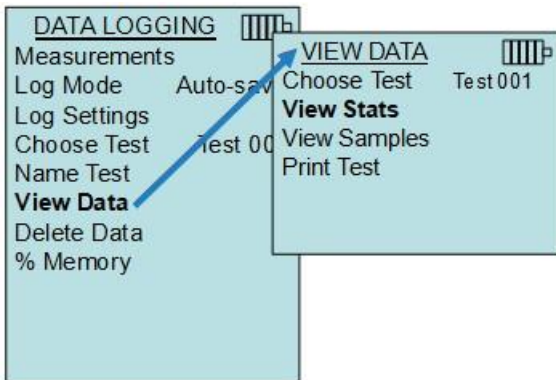 DATA LOGGING
Measurements
Log Mode
Log Settings
Choose Test Test
Name Test
View Data
Delete Data
% Memory
VIEW DATA
Choose Test Test 001
View Stats
View Samples
Print Test